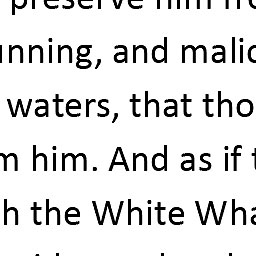 preserve him fro
unning, and malic
waters, that tho
m him. And as if t
h the White Wha